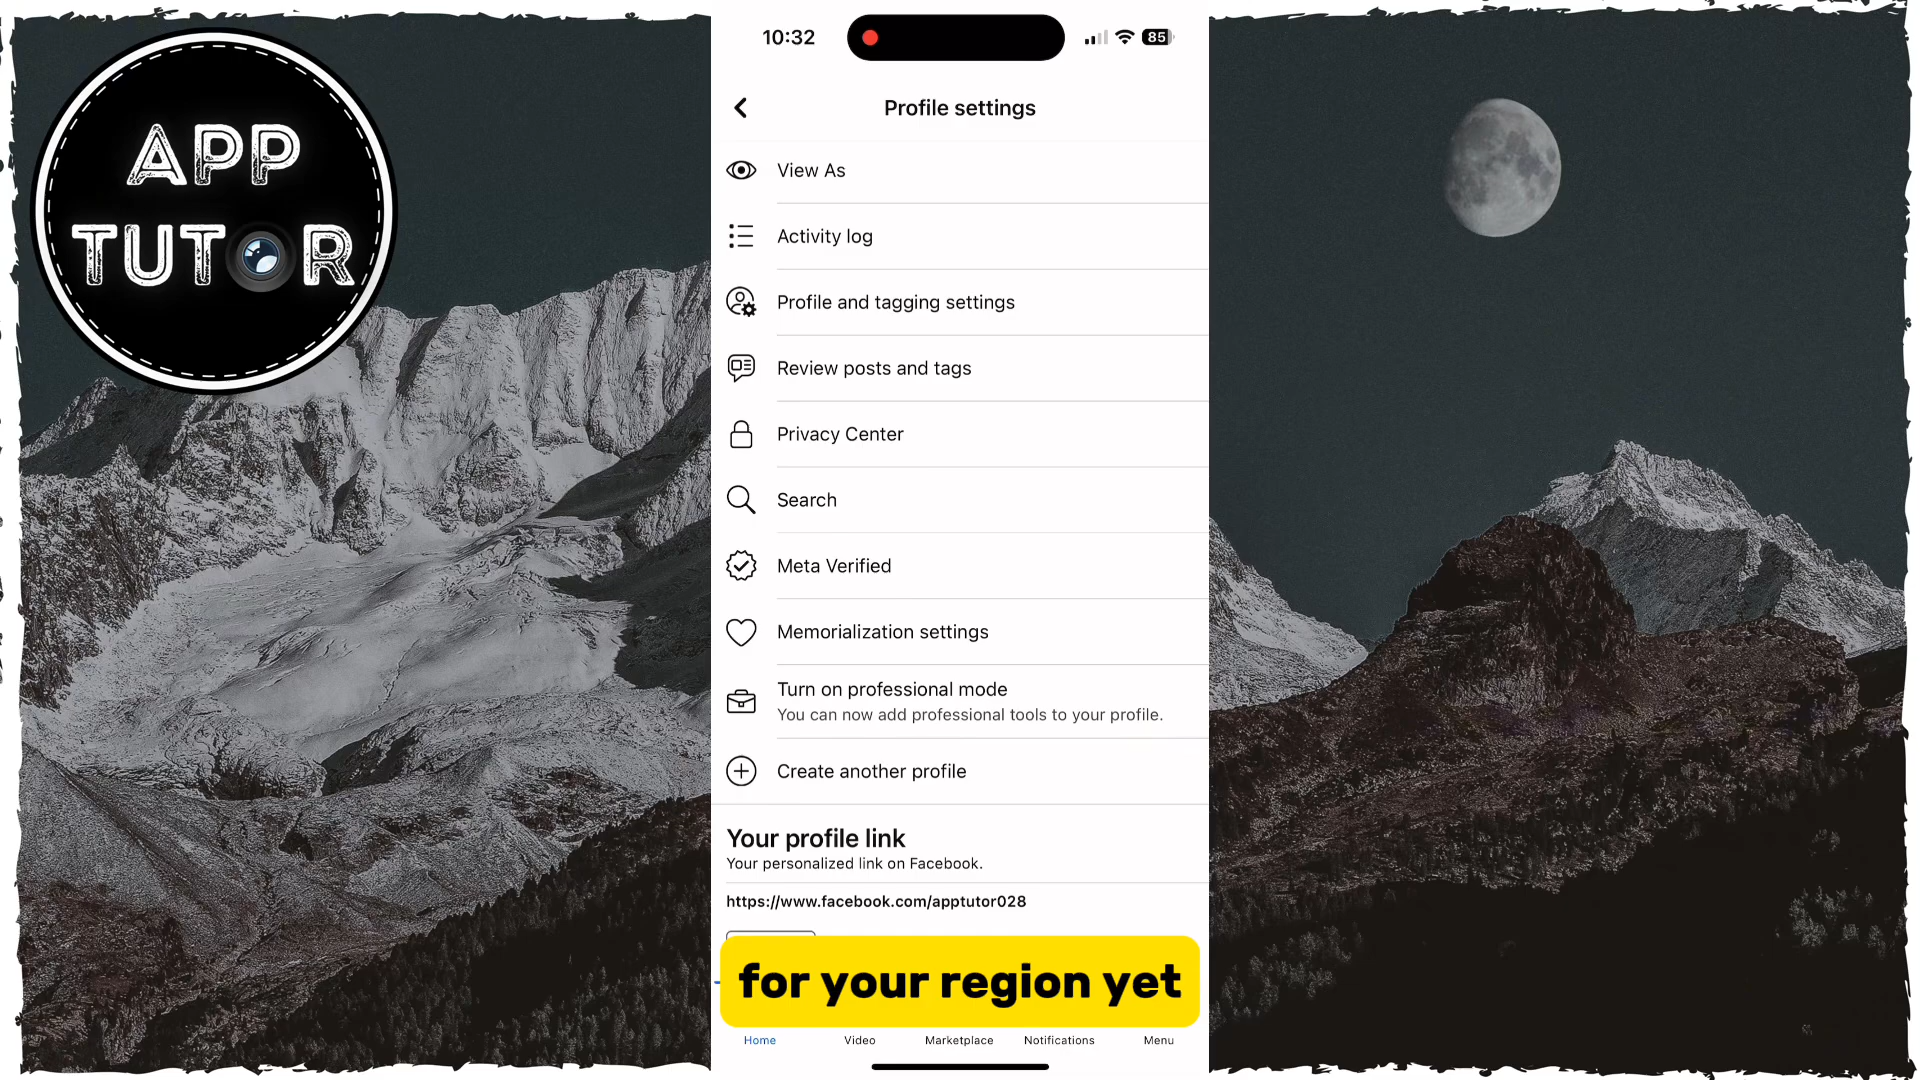 APP
TUTOR
10:32
85
Profile settings
View As
Activity log
Profile and tagging settings
Review posts and tags
Privacy Center
Search
Meta Verified
Memorialization settings
Turn on professional mode
You can now add professional tools to your profile.
Create another profile
Your profile link
Your personalized link on Facebook.
https://www.facebook.com/apptutor028
for your region yet
Home
Video
Marketplace
Notifications
Menu